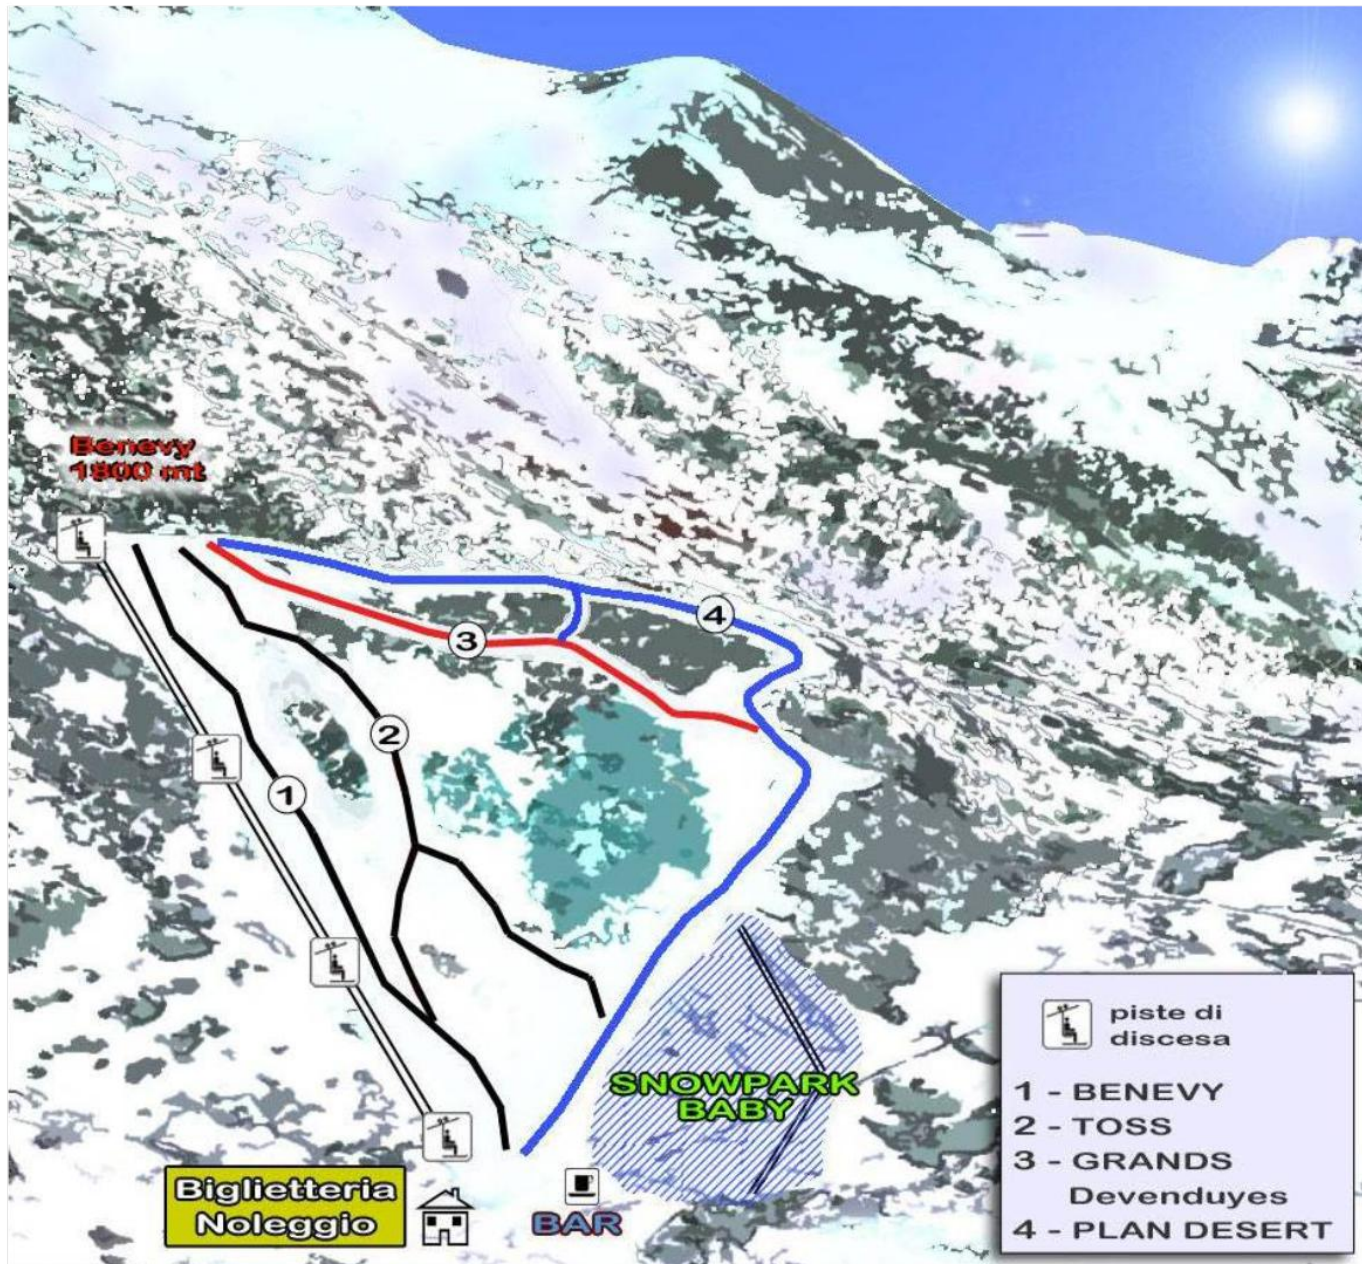 Benevy
1800 mt
3
4
2
1
SNOWPARK
BABY
Biglietteria
Noleggio
BAR
piste di
discesa
1 - BENEVY
2 - TOSS
3 - GRANDS
Devenduyes
4 - PLAN DESERT